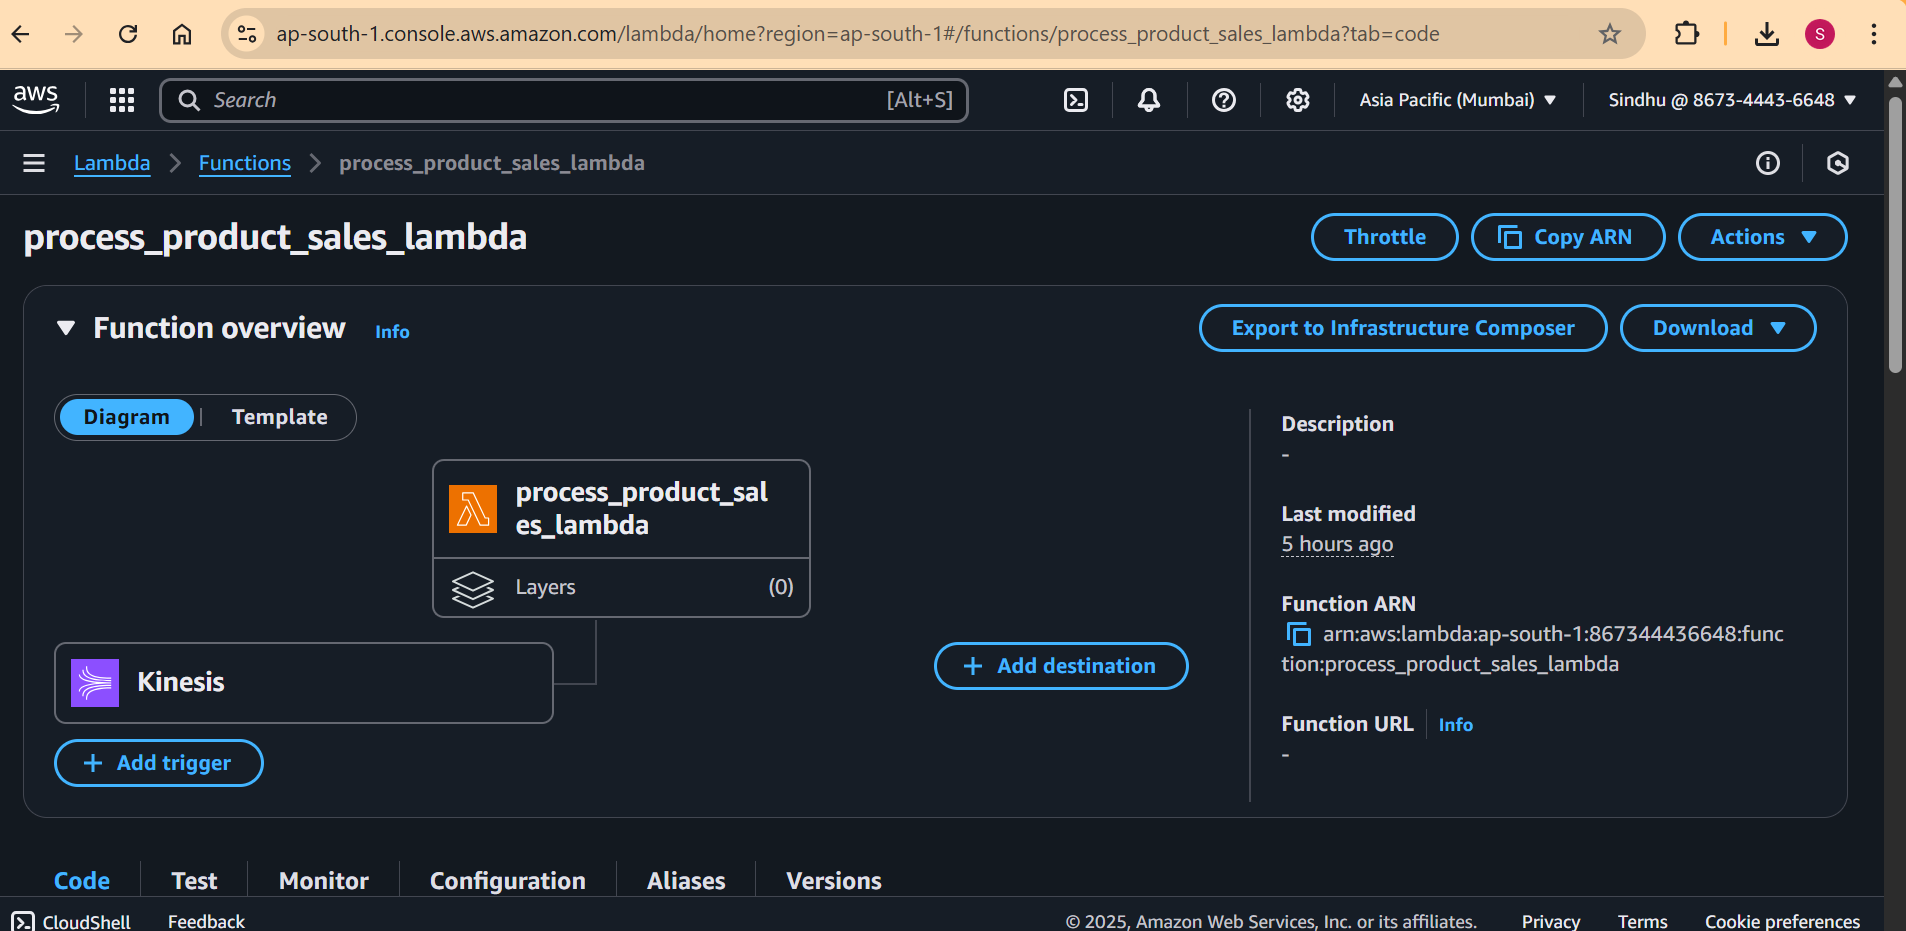 ap-south-1.console.aws.amazon.com/lambda/home?region=ap-south-1#/functions/process_product_sales_lambda?tab=code
S
aws
Search
[Alt+S]
Asia Pacific (Mumbai)
Sindhu @ 8673-4443-6648
Lambda
Functions
process_product_sales_lambda
process_product_sales_lambda
Throttle
Copy ARN
Actions
Function overview
Info
Export to Infrastructure Composer
Download
Diagram
Template
process_product_sal
es_lambda
Layers
(0)
Kinesis
Add trigger
Add destination
Description
-
Last modified
5 hours ago
Function ARN
arn:aws:lambda:ap-south-1:867344436648:func
tion:process_product_sales_lambda
Function URL
Info
-
Code
Test
Monitor
Configuration
Aliases
Versions
CloudShell
Feedback
© 2025, Amazon Web Services, Inc. or its affiliates.
Privacy
Terms
Cookie preferences